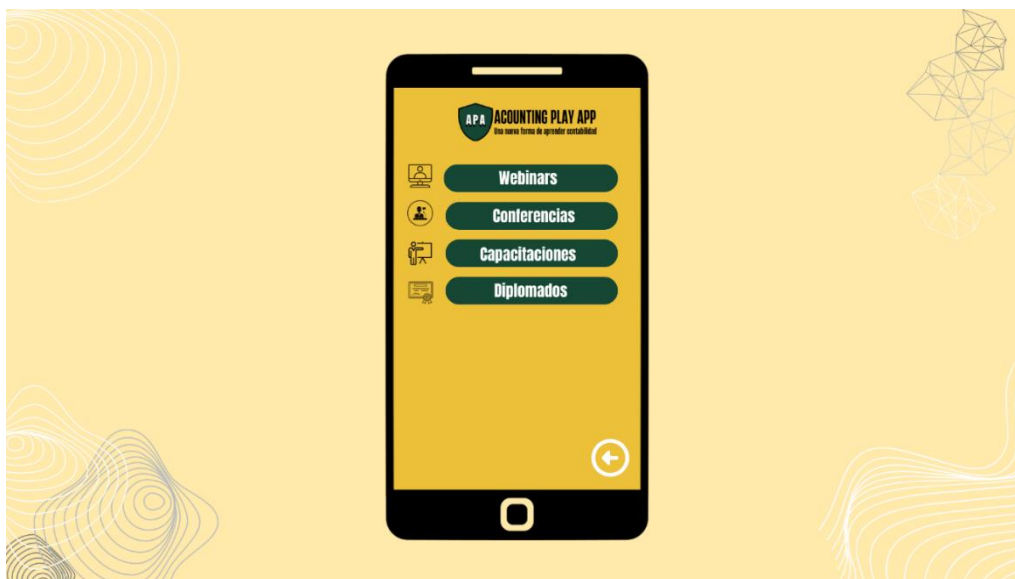 APA
ACOUNTING PLAY APP
Una nueva forma de aprender contabilidad
Webinars
Conferencias
Capacitaciones
Diplomados